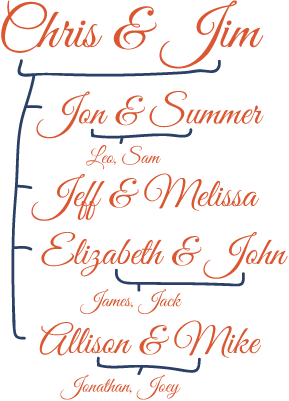 Chris & Jim
Jon & Summer
Leo, Sam
Jeff & Melissa
Elizabeth & John
James, Jack
Allison & Mike
Jonathan, Joey